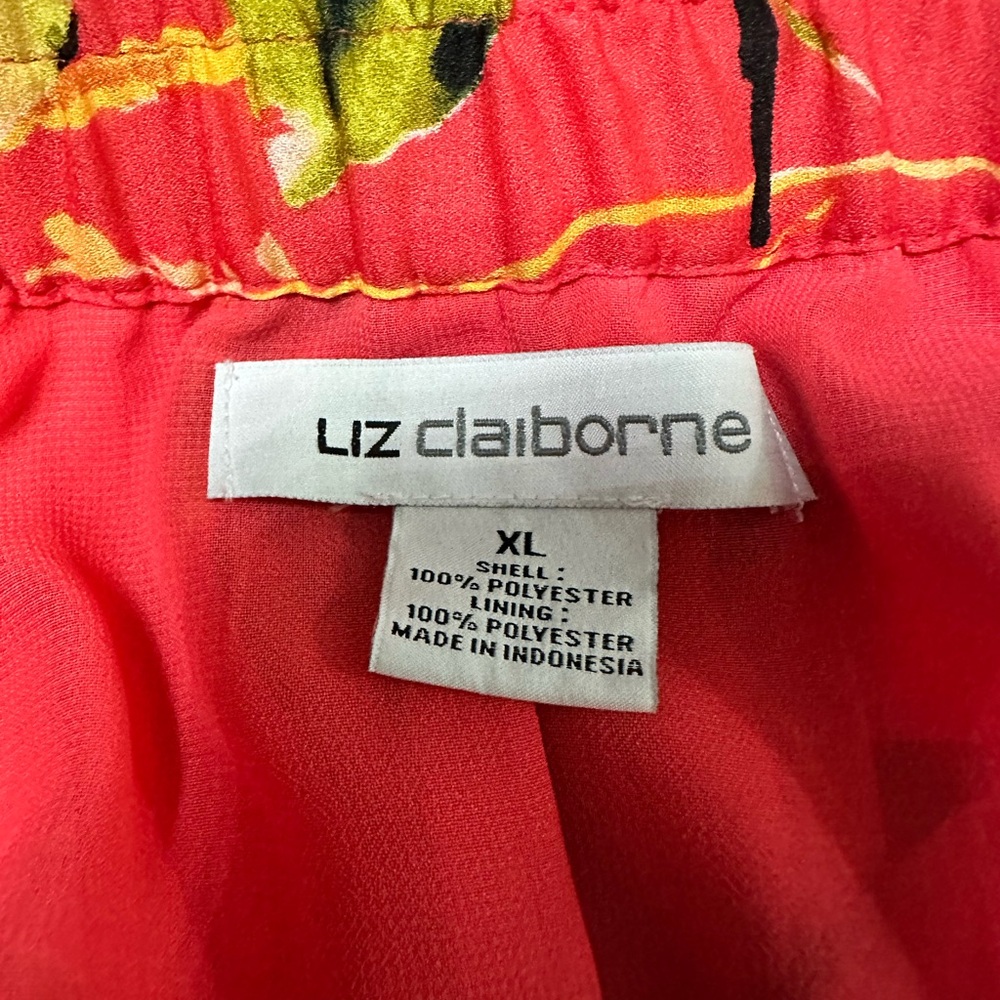 LIZ claiborne
XL
SHELL :
100% POLYESTER
LINING :
100% POLYESTER
MADE IN INDONESIA